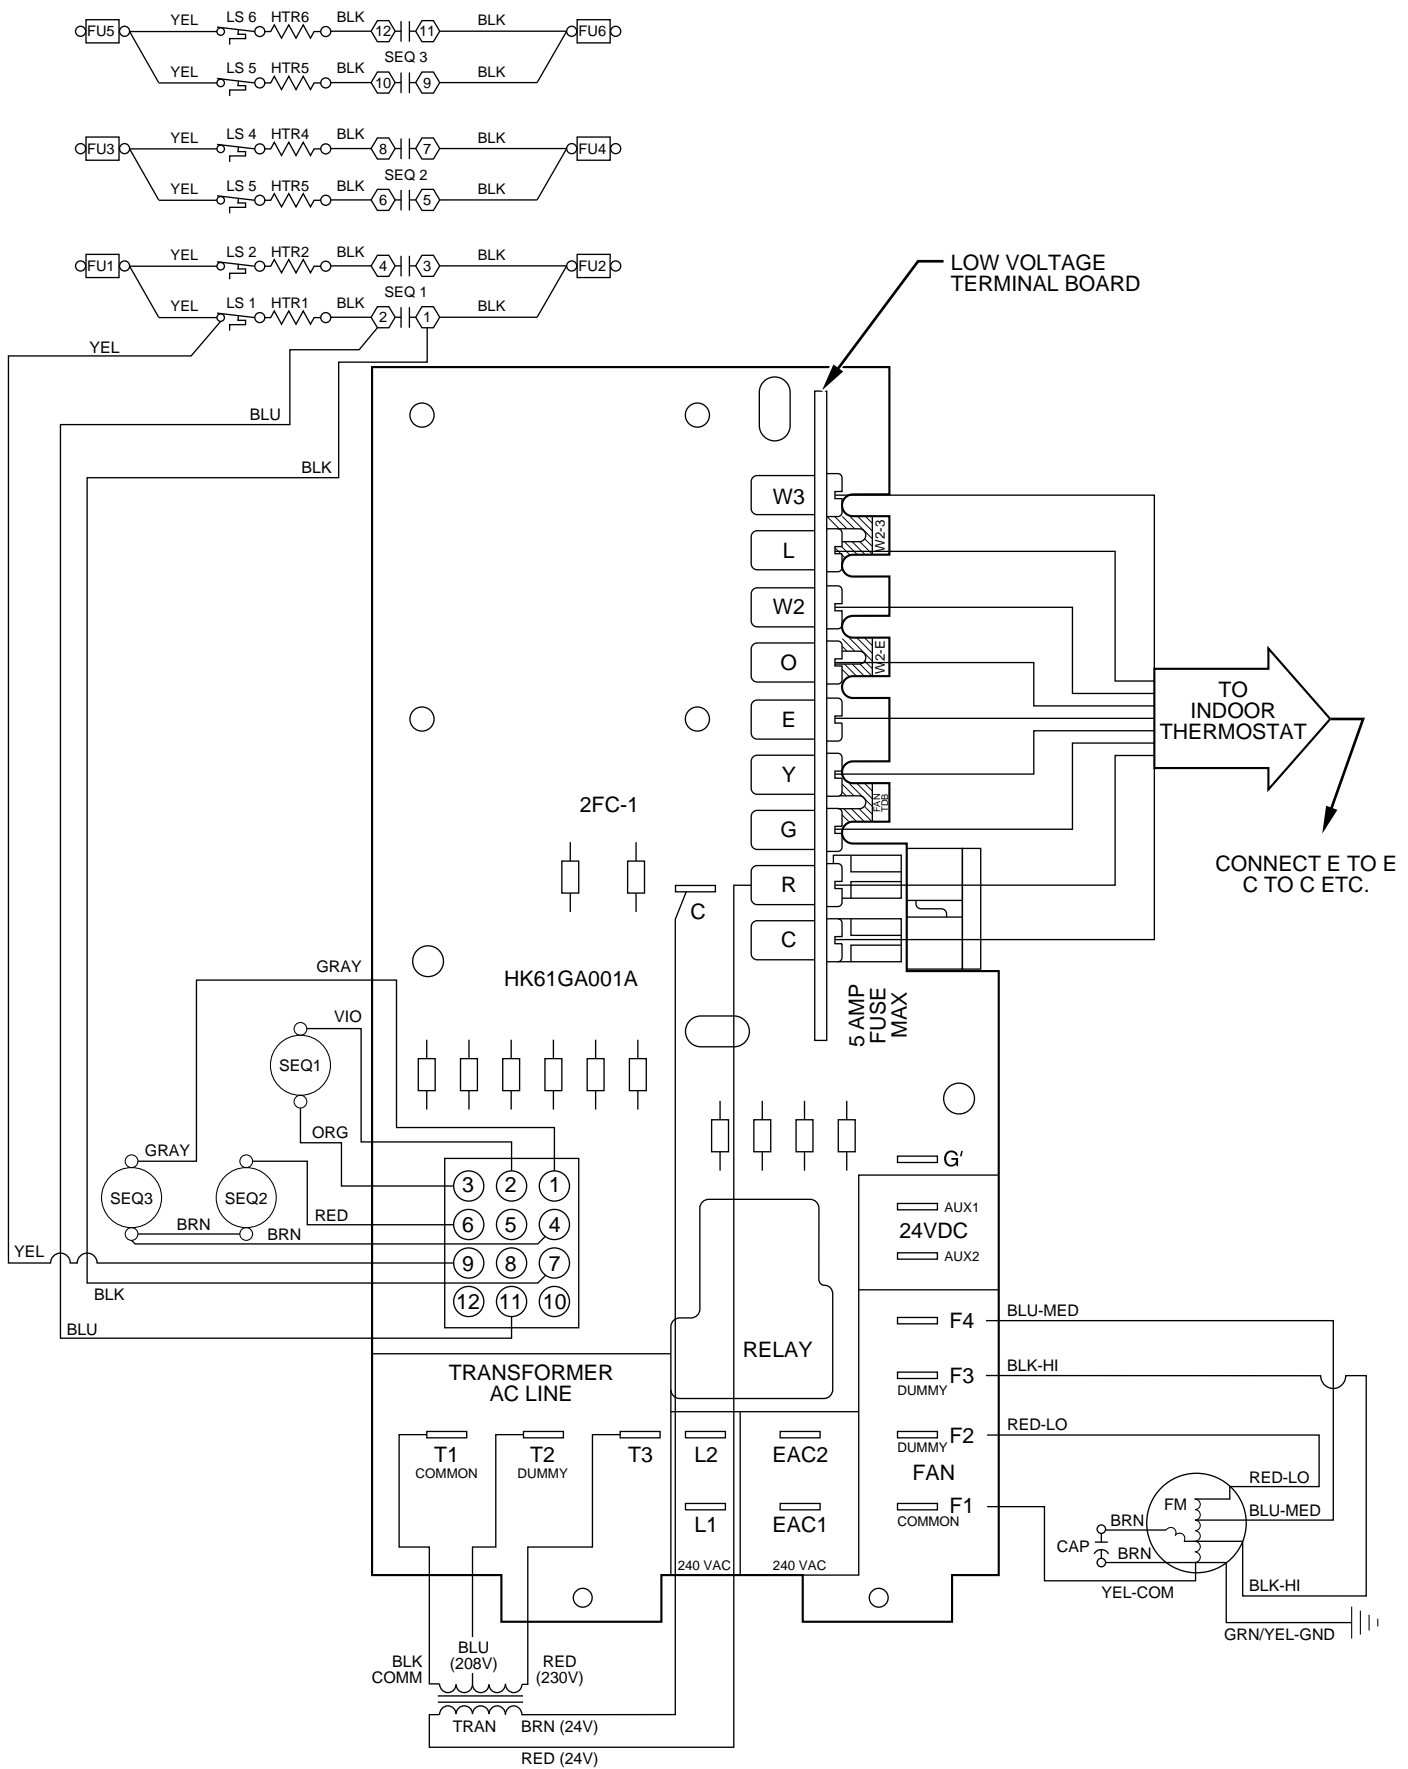 FU5 YEL LS 6 HTR6 BLK 12 11 BLK FU6
SEQ 3
YEL LS 5 HTR5 BLK 10 9 BLK
FU3 YEL LS 4 HTR4 BLK 8 7 BLK FU4
SEQ 2
YEL LS 5 HTR5 BLK 6 5 BLK
FU1 YEL LS 2 HTR2 BLK 4 3 BLK FU2
SEQ 1
YEL LS 1 HTR1 BLK 2 1 BLK
YEL
BLU
BLK
LOW VOLTAGE
TERMINAL BOARD
W3
W2-3
L
W2
W2-E
O
E
Y
FAN
TDB
G
R
C
TO
INDOOR
THERMOSTAT
CONNECT E TO E
C TO C ETC.
2FC-1
C
HK61GA001A
5 AMP
FUSE
MAX
GRAY
VIO
SEQ1
ORG
GRAY
SEQ3
SEQ2
RED
BRN
BRN
YEL
BLK
BLU
3 2 1
6 5 4
9 8 7
12 11 10
G'
AUX1
24VDC
AUX2
RELAY
F4 BLU-MED
F3 BLK-HI
DUMMY
F2 RED-LO
DUMMY
FAN
F1
COMMON
TRANSFORMER
AC LINE
T1
COMMON
T2
DUMMY
T3
L2
EAC2
L1
EAC1
240 VAC
240 VAC
RED-LO
FM
BLU-MED
BRN
CAP
BRN
YEL-COM
BLK-HI
GRN/YEL-GND
BLK
COMM
BLU
(208V)
RED
(230V)
TRAN
BRN (24V)
RED (24V)